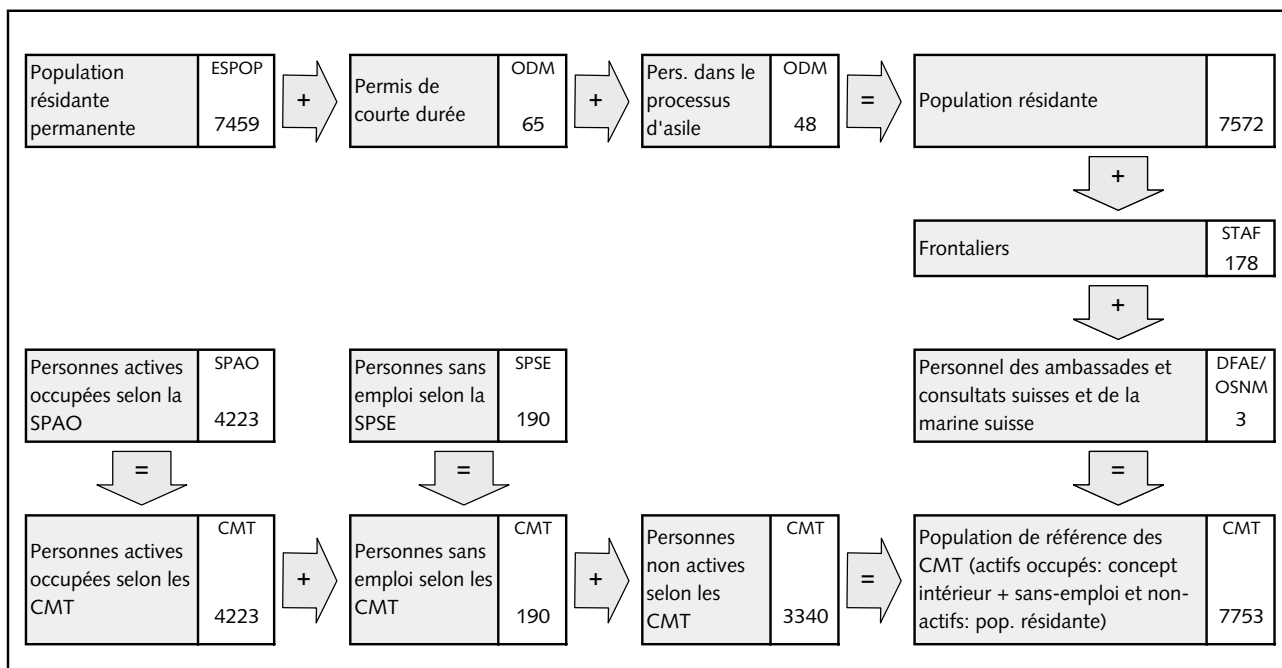 Population
résidante
permanente
ESPOP
7459
+
Permis de
courte durée
ODM
65
+
Pers. dans le
processus
d'asile
ODM
48
=
Population résidante
7572
+
Frontaliers
STAF
178
+
Personnes actives
occupées selon la
SPAO
SPAO
4223
Personnes sans
emploi selon la
SPSE
SPSE
190
Personnel des ambassades et
consultats suisses et de la
marine suisse
DFAE/
OSNM
3
=
=
=
Personnes actives
occupées selon les
CMT
CMT
4223
+
Personnes sans
emploi selon les
CMT
CMT
190
+
Personnes
non actives
selon les
CMT
CMT
3340
=
Population de référence des
CMT (actifs occupés: concept
intérieur + sans-emploi et non-
actifs: pop. résidante)
CMT
7753